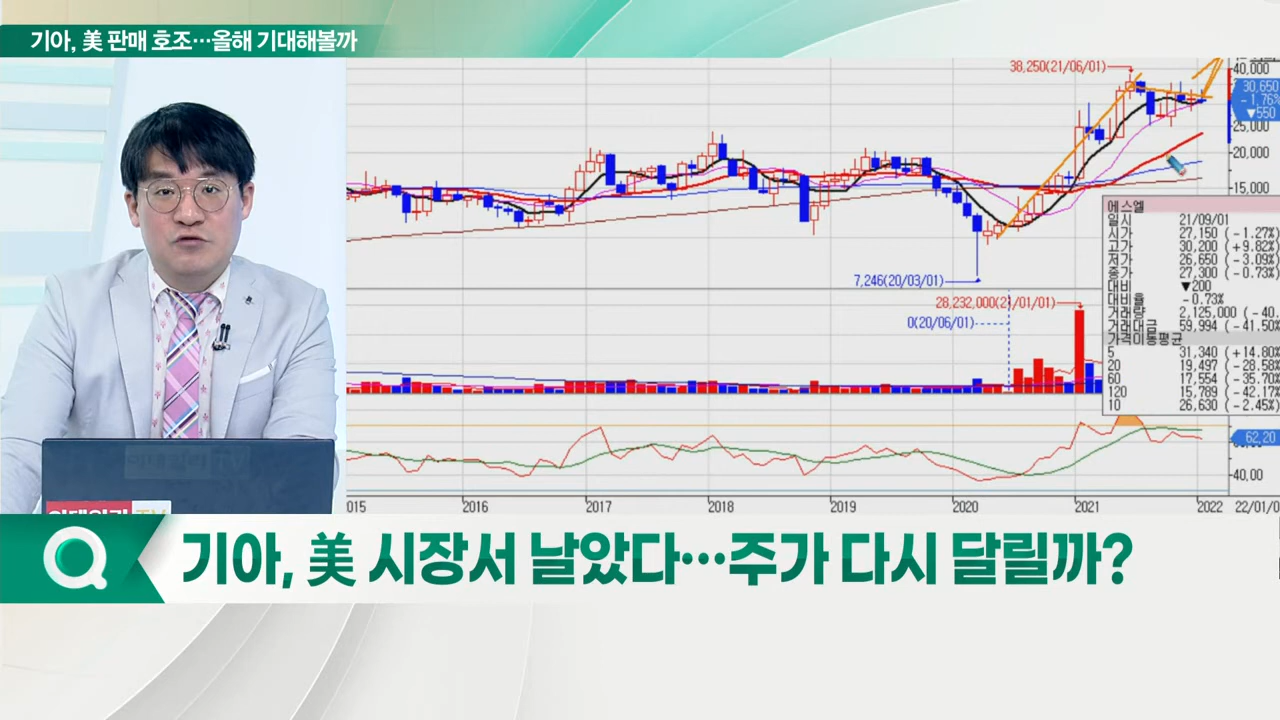 기아, 美 판매 호조…올해 기대해볼까
38,250(21/06/01)
40,000
30,650
-1,76%
▼550
25,000
20,000
15,000
에스엘
일시 21/09/01
시가 27,150 (-1.27%)
고가 30,200 (+9.82%)
저가 26,650 (-3.09%)
종가 27,300 (-0.73%)
대비 ▼200
대비율 -0.73%
거래량 2,125,000 (-40.
거래대금 59,994 (-41.50%
가격이동평균
5 31,340 (+14.80%
20 19,497 (-28.58%
60 17,554 (-35.70%
120 15,789 (-42.17%
10 26,630 (-2.45%)
7,246(20/03/01)
28,232,000(21/01/01)
0(20/06/01)
62,20
40,00
015 2016 2017 2018 2019 2020 2021 2022 22/01/0
이데일리 TV
기아, 美 시장서 날았다…주가 다시 달릴까?